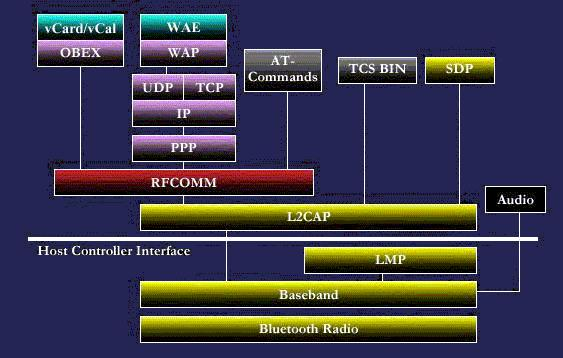 vCard/vCal
OBEX
WAE
WAP
UDP TCP
IP
PPP
AT-
Commands
TCS BIN
SDP
RFCOMM
Audio
L2CAP
Host Controller Interface
LMP
Baseband
Bluetooth Radio